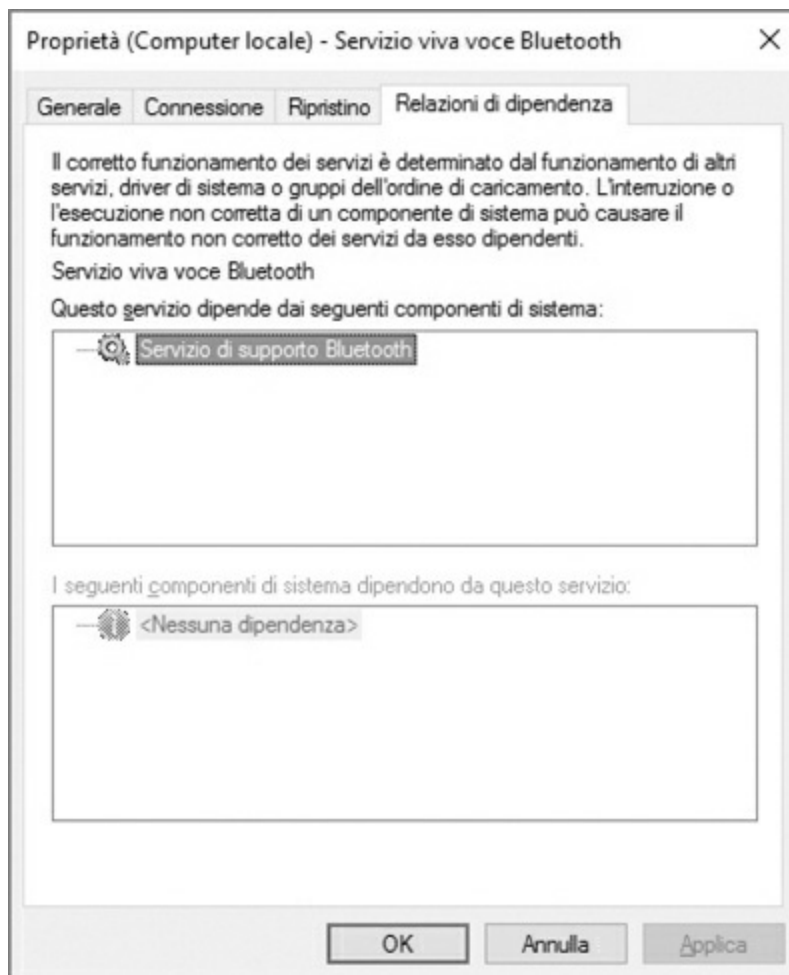 Proprietà (Computer locale) - Servizio viva voce Bluetooth
Generale Connessione Ripristino Relazioni di dipendenza
Il corretto funzionamento dei servizi è determinato dal funzionamento di altri
servizi, driver di sistema o gruppi dell'ordine di caricamento. L'interruzione o
l'esecuzione non corretta di un componente di sistema può causare il
funzionamento non corretto dei servizi da esso dipendenti.
Servizio viva voce Bluetooth
Questo servizio dipende dai seguenti componenti di sistema:
Servizio di supporto Bluetooth
I seguenti componenti di sistema dipendono da questo servizio:
<Nessuna dipendenza>
OK Annulla Applica